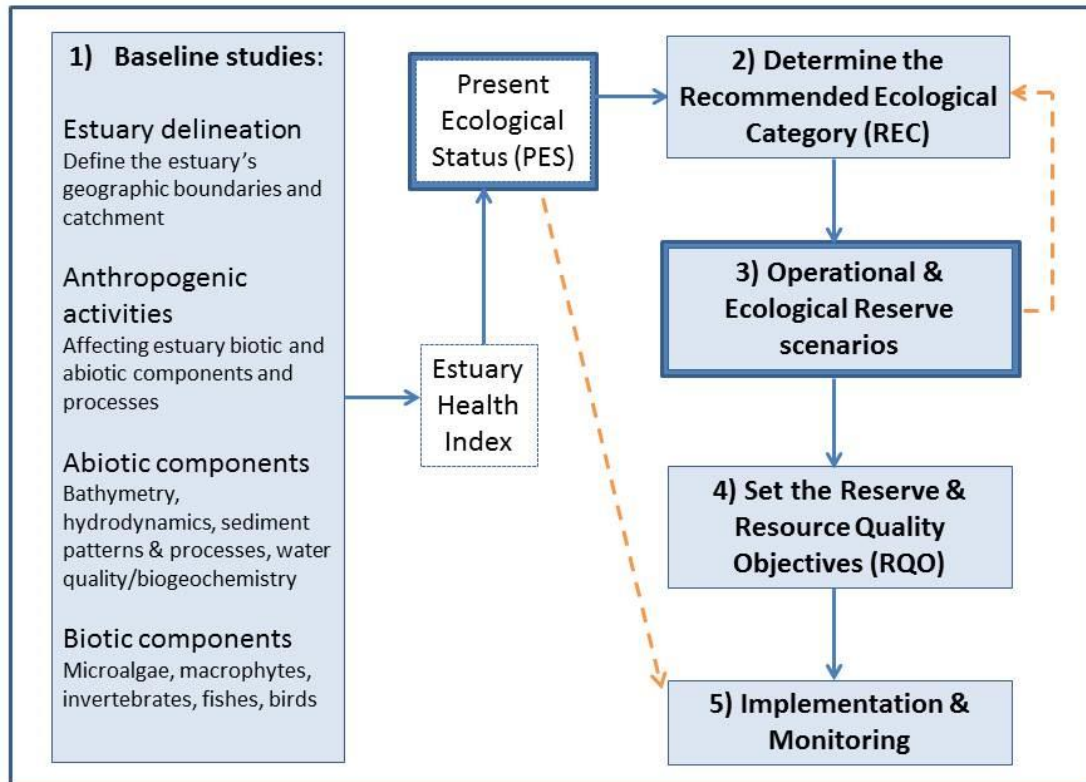 1) Baseline studies:
Estuary delineation
Define the estuary's
geographic boundaries and
catchment
Anthropogenic
activities
Affecting estuary biotic and
abiotic components and
processes
Abiotic components
Bathymetry,
hydrodynamics, sediment
patterns & processes, water
quality/biogeochemistry
Biotic components
Microalgae, macrophytes,
invertebrates, fishes, birds
Estuary
Health
Index
Present
Ecological
Status (PES)
2) Determine the
Recommended Ecological
Category (REC)
3) Operational &
Ecological Reserve
scenarios
4) Set the Reserve &
Resource Quality
Objectives (RQO)
5) Implementation &
Monitoring